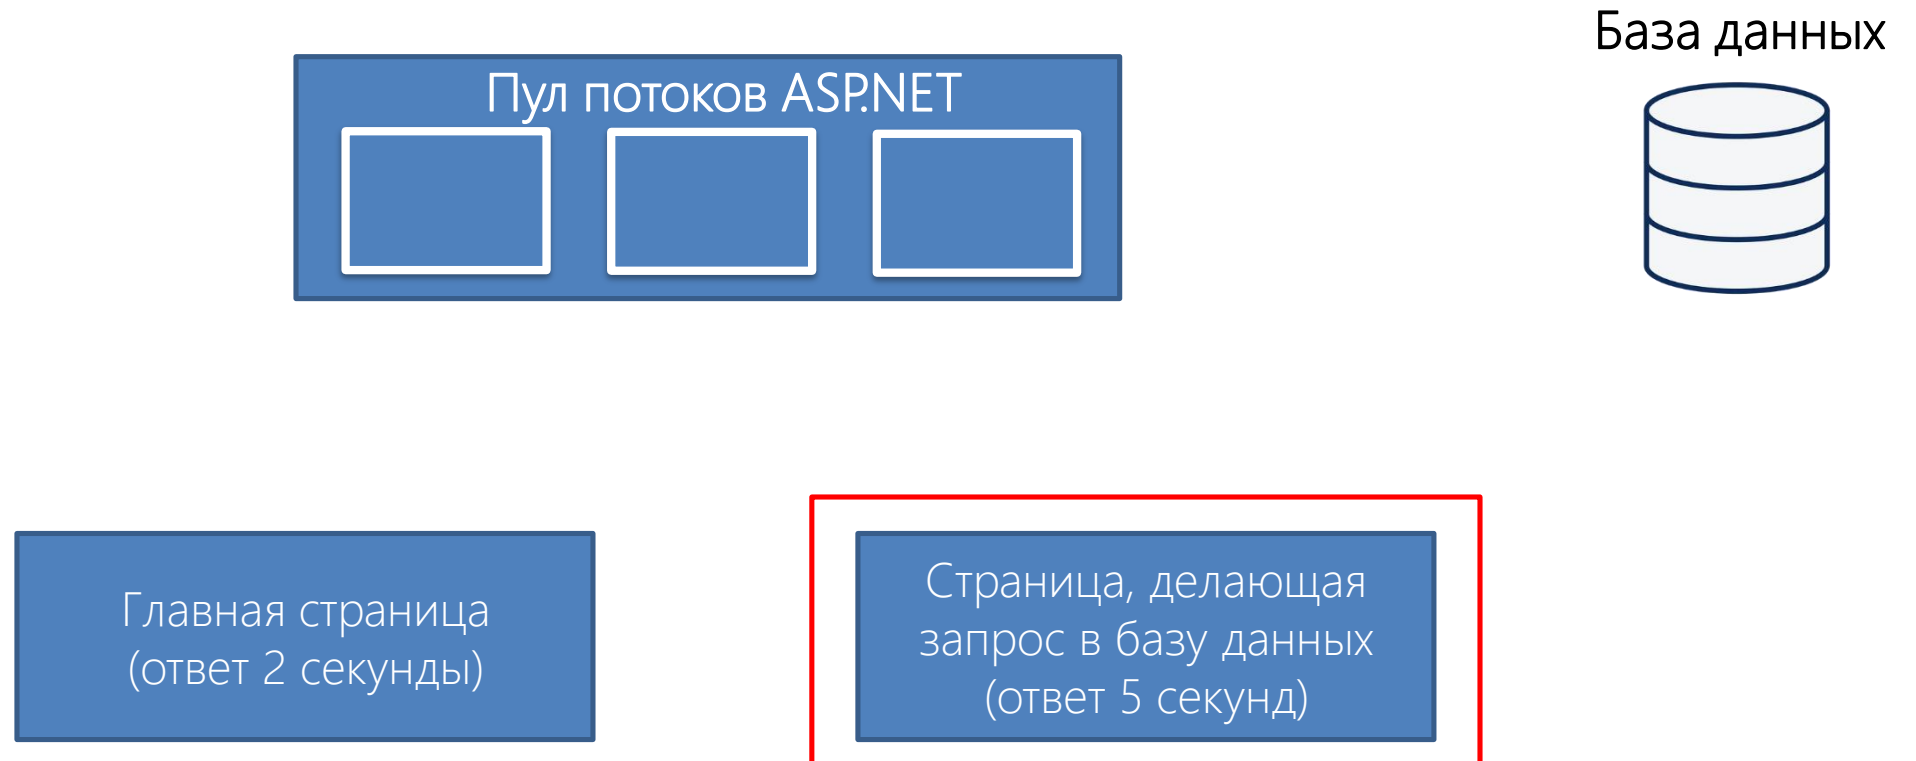 База данных
Пул потоков ASP.NET
Главная страница
(ответ 2 секунды)
Страница, делающая
запрос в базу данных
(ответ 5 секунд)